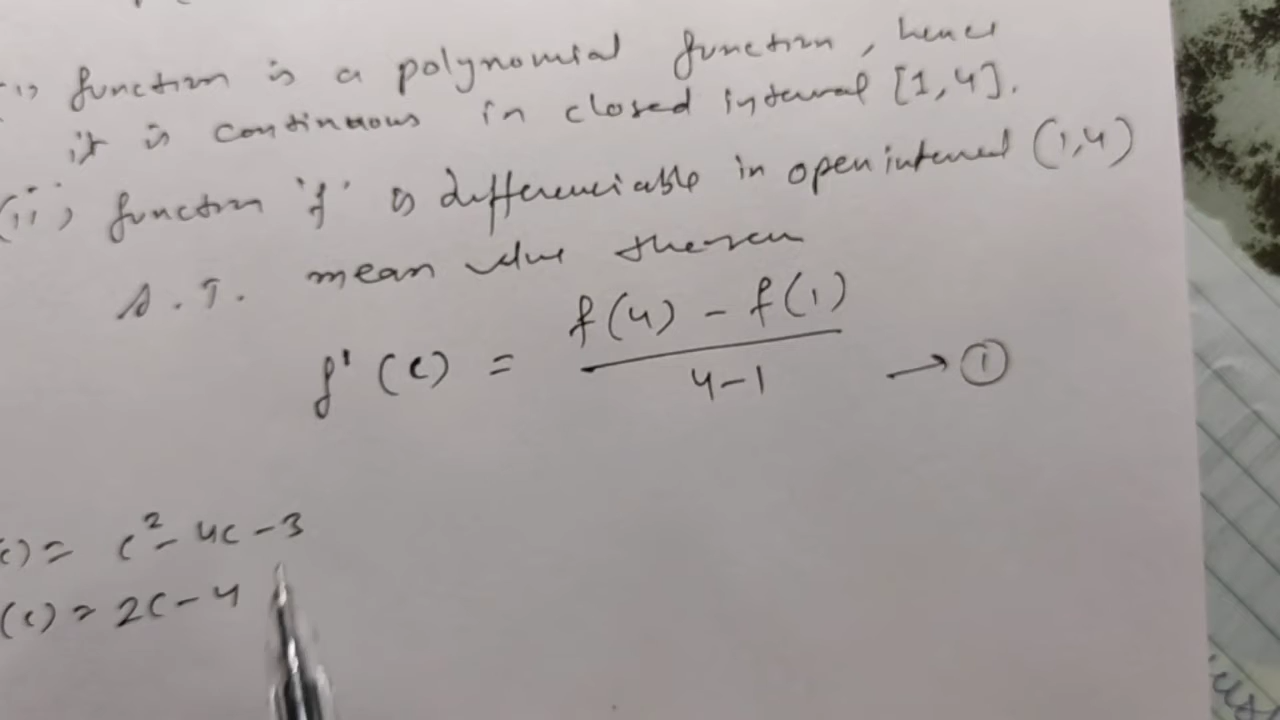 (i) function is a polynomial function, hence
it is continuous in closed interval [1,4].
(ii) function 'f' is differenciable in open interval (1,4)
A.T. mean value theorem
f'(c) = f(4) - f(1) / 4-1 → ①
c) = c² - 4c - 3
(c) = 2c - 4